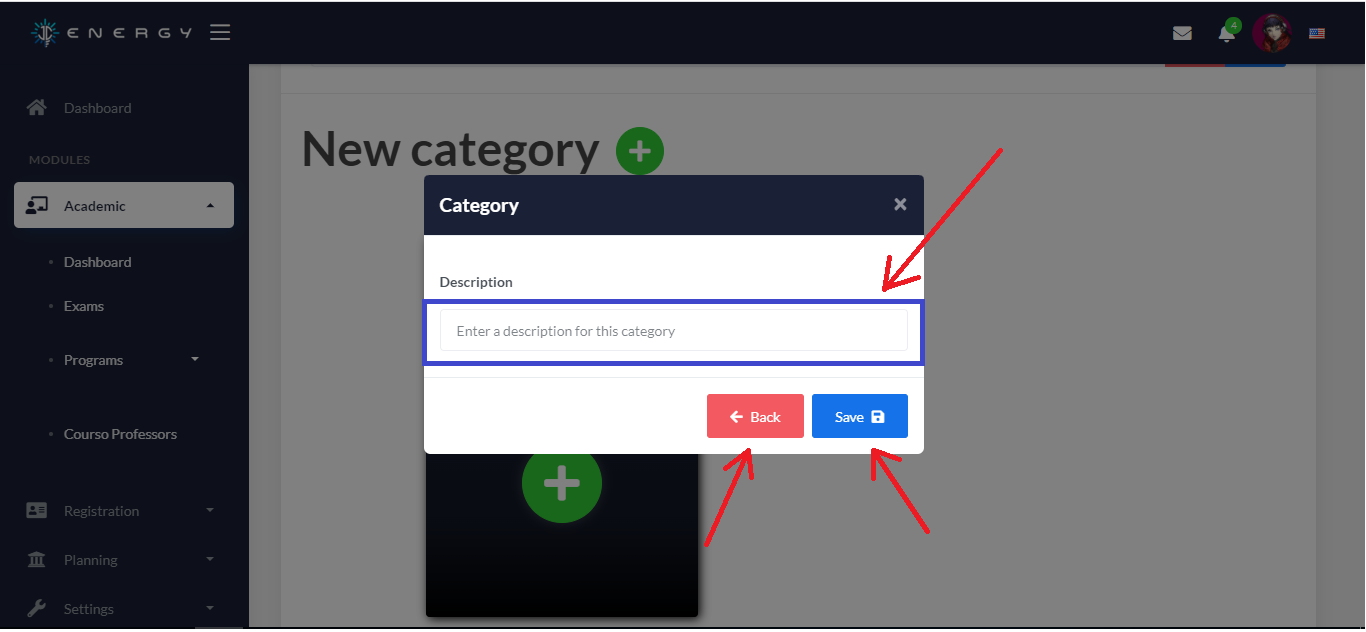 ENERGY
4
Dashboard
MODULES
Academic
Dashboard
Exams
Programs
Courso Professors
Registration
Planning
Settings
New category
Category
Description
Enter a description for this category
Back
Save